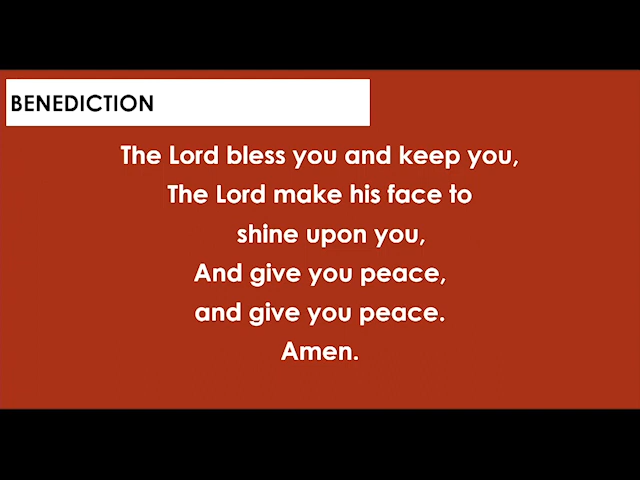 BENEDICTION
The Lord bless you and keep you,
The Lord make his face to
shine upon you,
And give you peace,
and give you peace.
Amen.